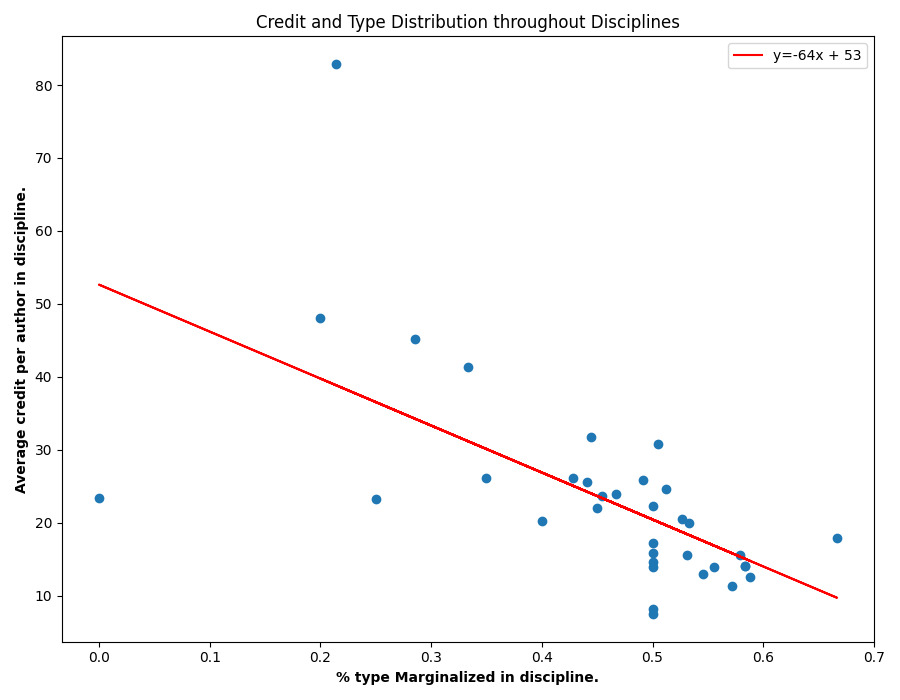 Credit and Type Distribution throughout Disciplines
y=-64x + 53
80
70
60
50
40
30
20
10
Average credit per author in discipline.
0.0 0.1 0.2 0.3 0.4 0.5 0.6 0.7
% type Marginalized in discipline.